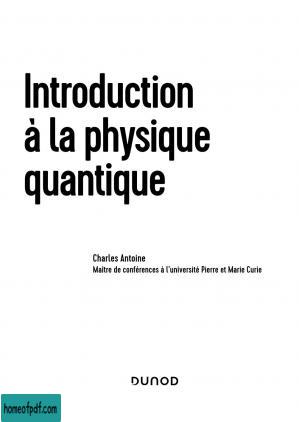 Introduction
à la physique
quantique
Charles Antoine
Maître de conférences à l'université Pierre et Marie Curie
DUNOD
homeofpdf.com